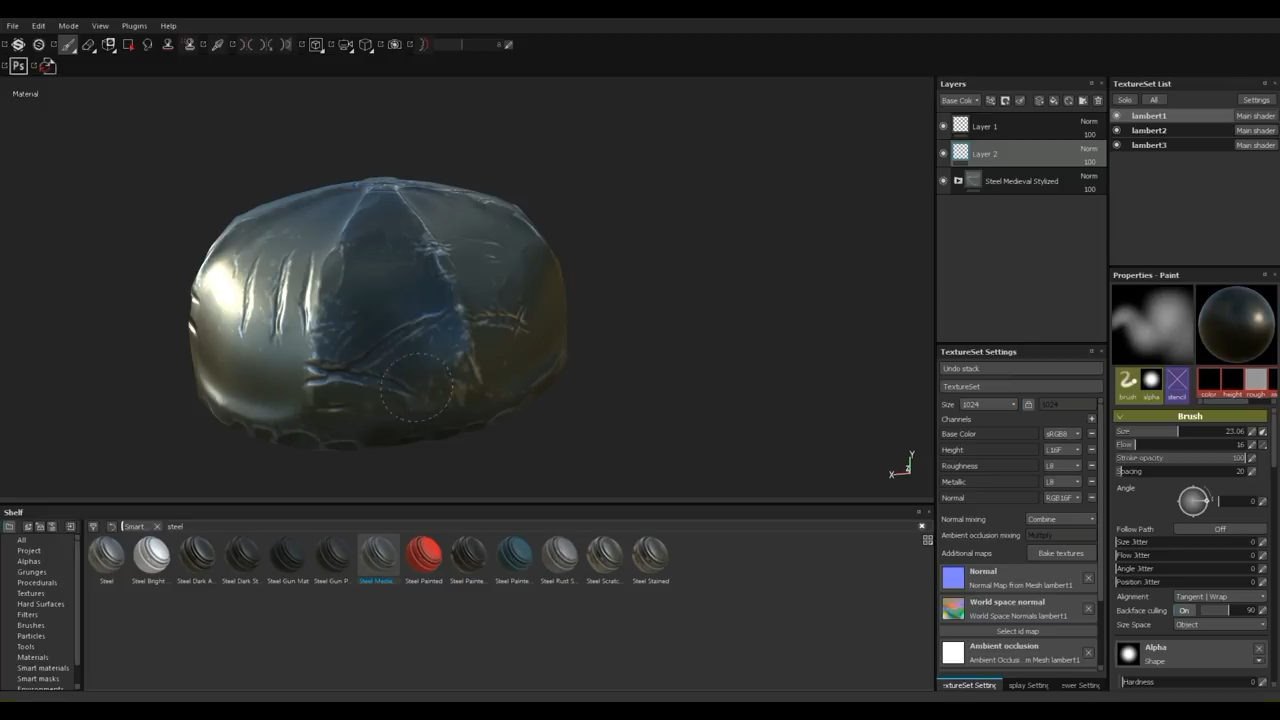 File Edit Mode View Plugins Help
8
Ps
Material
Layers
Base Col
Layer 1 Norm
100
Layer 2 Norm
100
Steel Medieval Stylized Norm
100
TextureSet List
Solo All Settings
lambert1 Main shader
lambert2 Main shader
lambert3 Main shader
TextureSet Settings
Undo stack
TextureSet
Size 1024 1024
Channels
Base Color sRGB8
Height L16F
Roughness L8
Metallic L8
Normal RGB16F
Normal mixing Combine
Ambient occlusion mixing Multiply
Additional maps Bake textures
Normal
Normal Map from Mesh lambert1
World space normal
World Space Normals lambert1
Select id map
Ambient occlusion
Ambient Occlus m Mesh lambert1
Properties - Paint
brush alpha stencil color height rough
Brush
Size 23.06
Flow 16
Stroke opacity 100
Spacing 20
Angle
0
Follow Path Off
Size Jitter 0
Flow Jitter 0
Angle Jitter 0
Position Jitter 0
Alignment Tangent | Wrap
Backface culling On 90
Size Space Object
Alpha
Shape
Hardness 0
Shelf
Smart... steel
All
Project
Alphas
Grunges
Procedurals
Textures
Hard Surfaces
Filters
Brushes
Particles
Tools
Materials
Smart materials
Smart masks
Environments
Steel Steel Bright Steel Dark A... Steel Dark St... Steel Gun Mat Steel Gun P... Steel Medie... Steel Painted Steel Painte... Steel Painte... Steel Rust S... Steel Scratc... Steel Stained
Y
X Z